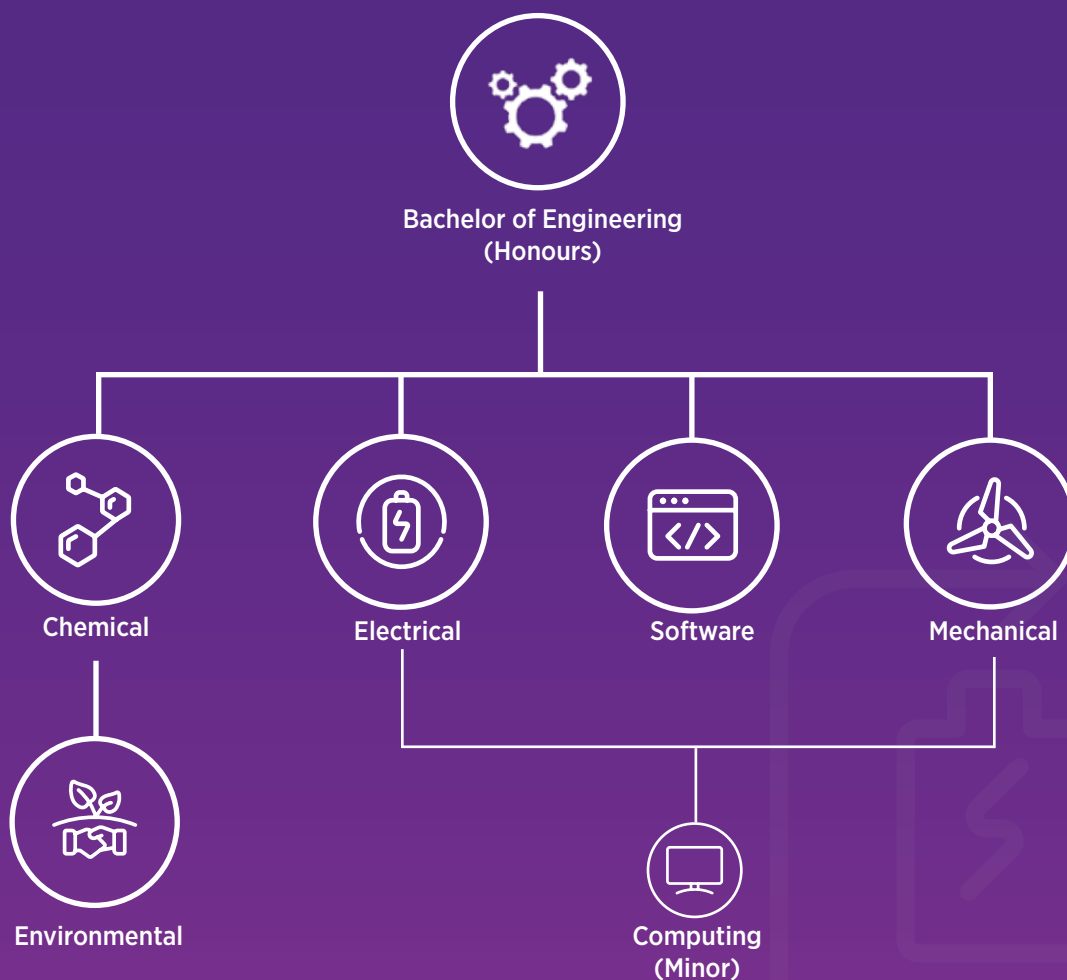 Bachelor of Engineering
(Honours)
Chemical
Electrical
Software
Mechanical
Environmental
Computing
(Minor)